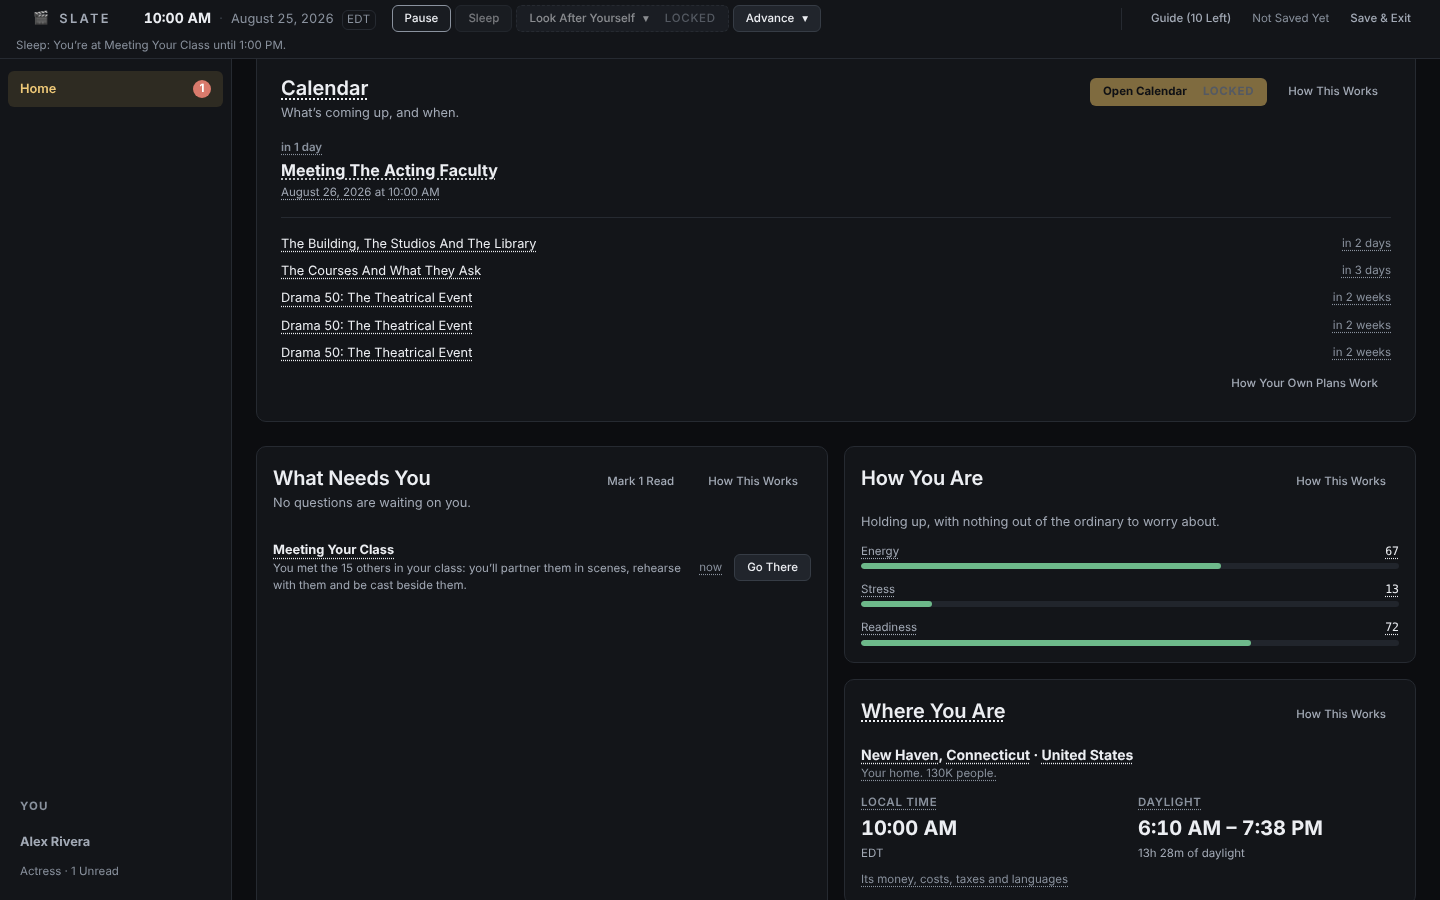 🎬 SLATE
10:00 AM · August 25, 2026 EDT
Pause
Sleep
Look After Yourself ▾ LOCKED
Advance ▾
Guide (10 Left)
Not Saved Yet
Save & Exit
Sleep: You're at Meeting Your Class until 1:00 PM.
Home 1
Calendar
What's coming up, and when.
Open Calendar LOCKED
How This Works
in 1 day
Meeting The Acting Faculty
August 26, 2026 at 10:00 AM
The Building, The Studios And The Library in 2 days
The Courses And What They Ask in 3 days
Drama 50: The Theatrical Event in 2 weeks
Drama 50: The Theatrical Event in 2 weeks
Drama 50: The Theatrical Event in 2 weeks
How Your Own Plans Work
What Needs You
Mark 1 Read
How This Works
No questions are waiting on you.
Meeting Your Class
You met the 15 others in your class: you'll partner them in scenes, rehearse
with them and be cast beside them.
now
Go There
How You Are
How This Works
Holding up, with nothing out of the ordinary to worry about.
Energy 67
Stress 13
Readiness 72
Where You Are
How This Works
New Haven, Connecticut · United States
Your home. 130K people.
LOCAL TIME
10:00 AM
EDT
DAYLIGHT
6:10 AM – 7:38 PM
13h 28m of daylight
Its money, costs, taxes and languages
YOU
Alex Rivera
Actress · 1 Unread